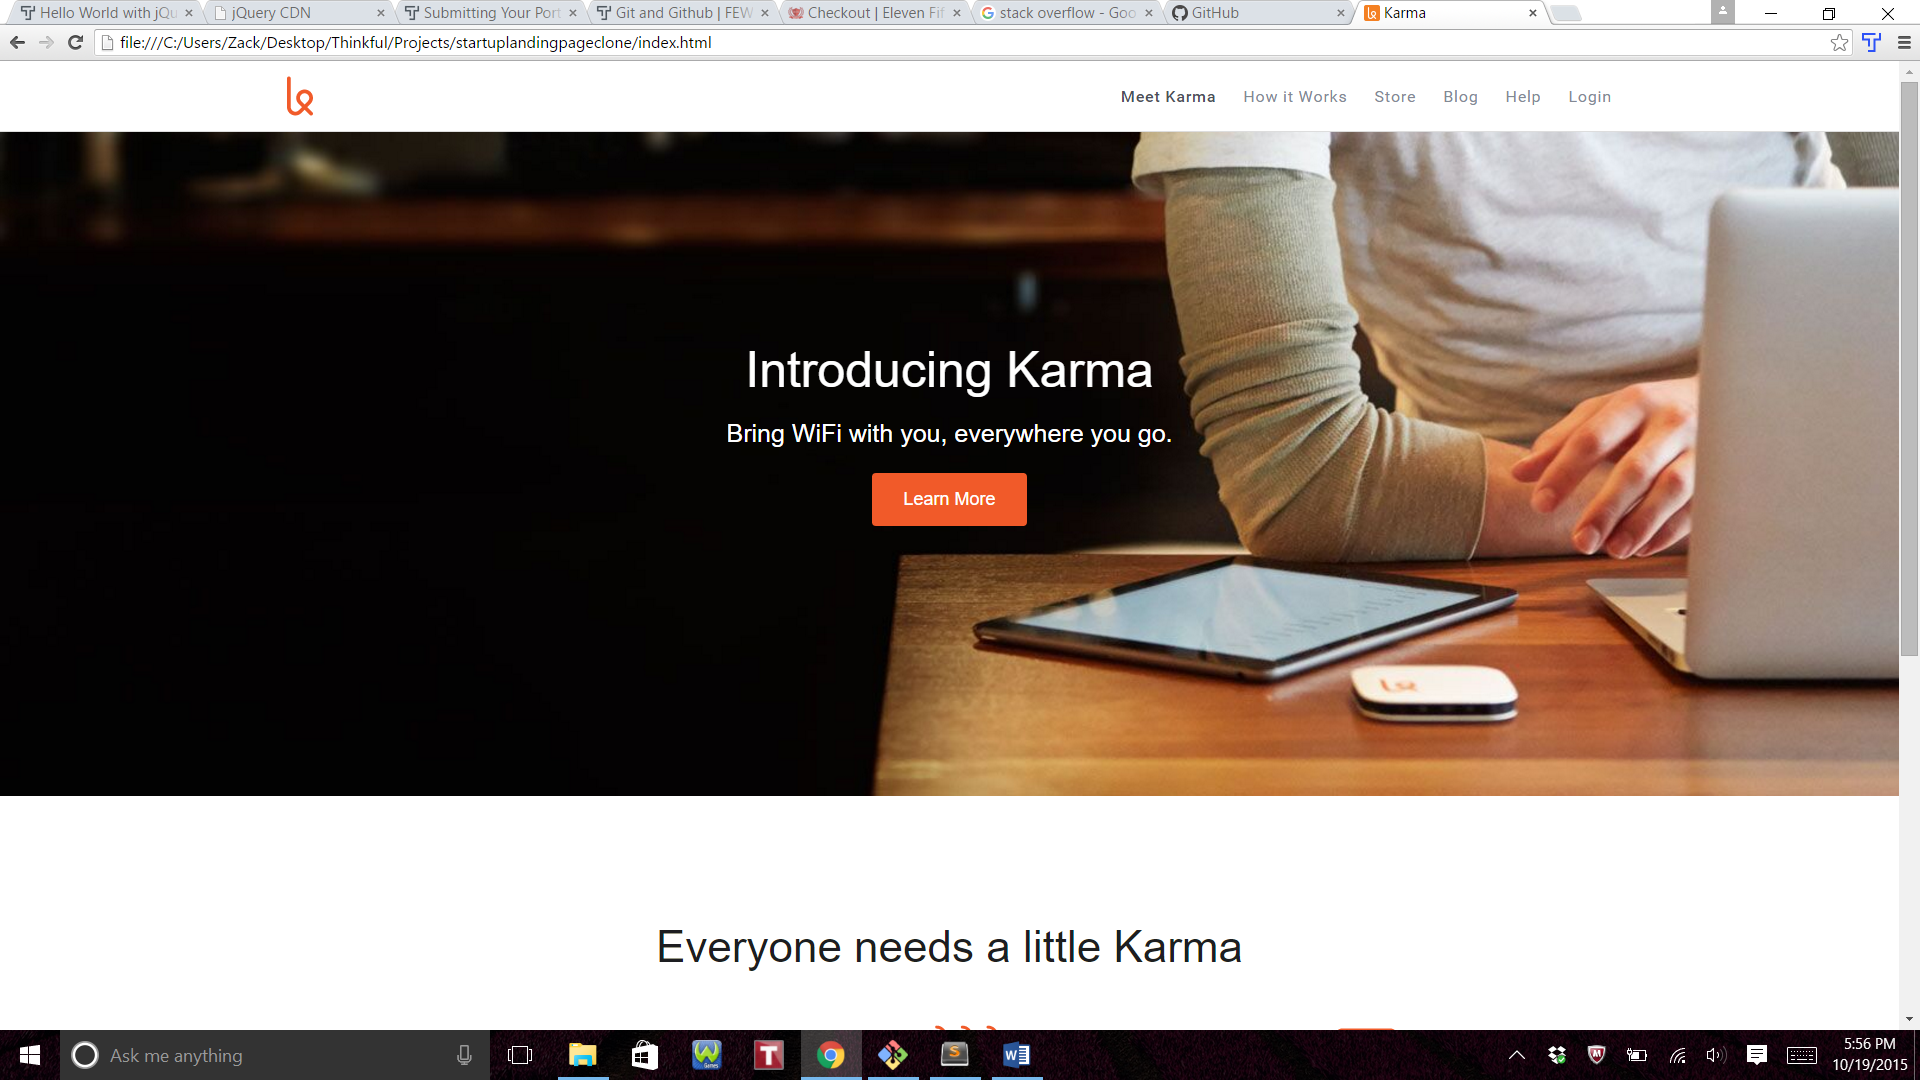 Hello World with jQu
jQuery CDN
Submitting Your Port
Git and Github | FEW
Checkout | Eleven Fif
stack overflow - Goo
GitHub
Karma
file:///C:/Users/Zack/Desktop/Thinkful/Projects/startuplandingpageclone/index.html
Meet Karma
How it Works
Store
Blog
Help
Login
Introducing Karma
Bring WiFi with you, everywhere you go.
Learn More
Everyone needs a little Karma
Ask me anything
5:56 PM
10/19/2015